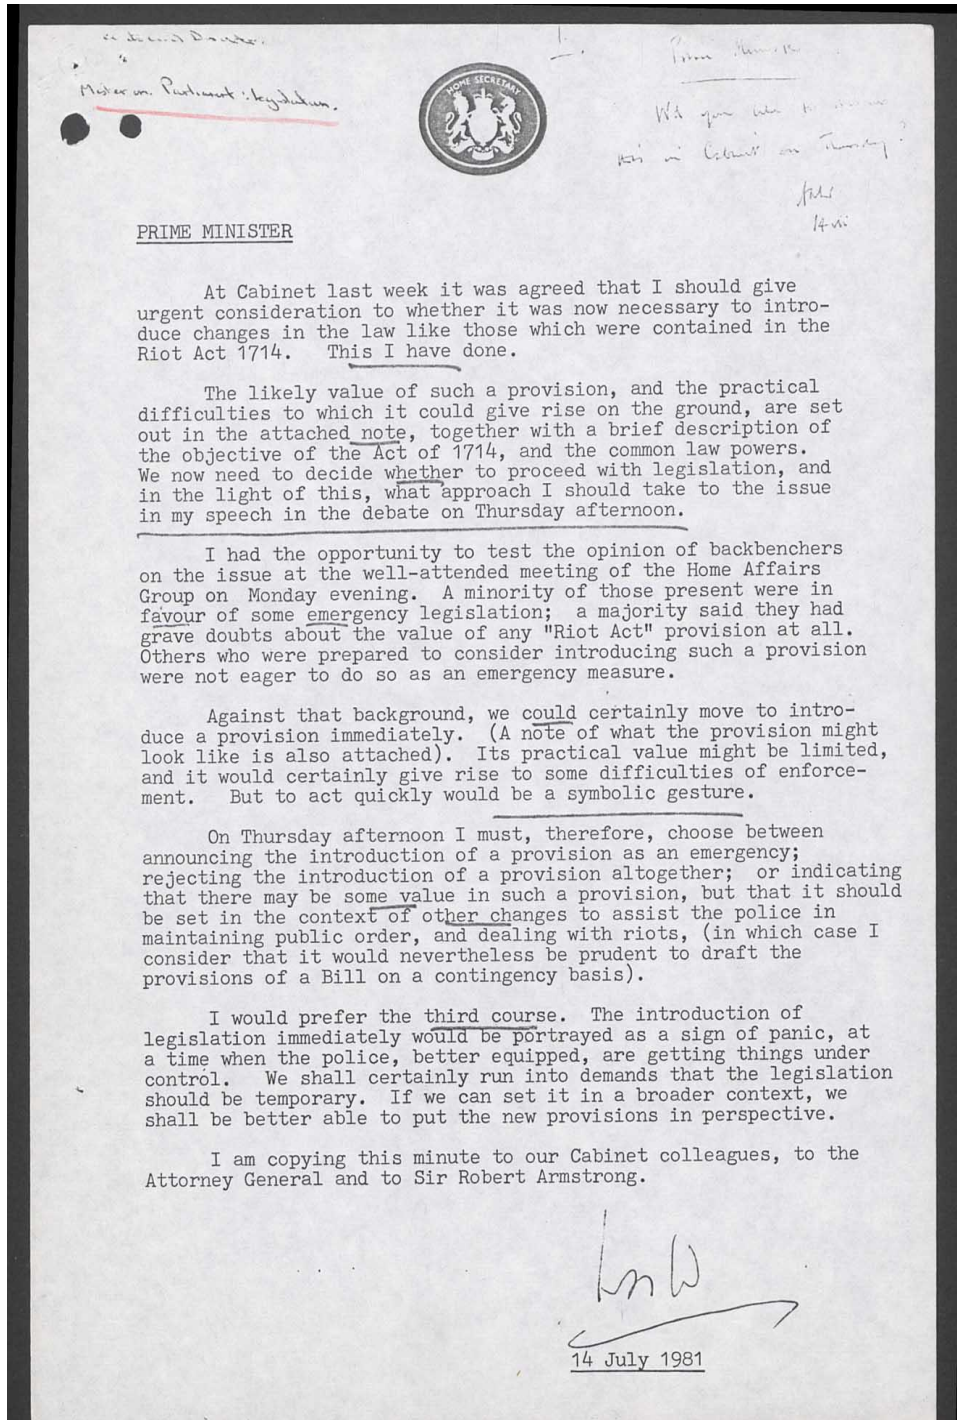 Master on. Parliament: legislation.
1.
Prime Minister
this in Cabinet on Thursday?
14 vii
HOME SECRETARY
PRIME MINISTER
At Cabinet last week it was agreed that I should give
urgent consideration to whether it was now necessary to intro-
duce changes in the law like those which were contained in the
Riot Act 1714. This I have done.
The likely value of such a provision, and the practical
difficulties to which it could give rise on the ground, are set
out in the attached note, together with a brief description of
the objective of the Act of 1714, and the common law powers.
We now need to decide whether to proceed with legislation, and
in the light of this, what approach I should take to the issue
in my speech in the debate on Thursday afternoon.
I had the opportunity to test the opinion of backbenchers
on the issue at the well-attended meeting of the Home Affairs
Group on Monday evening. A minority of those present were in
favour of some emergency legislation; a majority said they had
grave doubts about the value of any "Riot Act" provision at all.
Others who were prepared to consider introducing such a provision
were not eager to do so as an emergency measure.
Against that background, we could certainly move to intro-
duce a provision immediately. (A note of what the provision might
look like is also attached). Its practical value might be limited,
and it would certainly give rise to some difficulties of enforce-
ment. But to act quickly would be a symbolic gesture.
On Thursday afternoon I must, therefore, choose between
announcing the introduction of a provision as an emergency;
rejecting the introduction of a provision altogether; or indicating
that there may be some value in such a provision, but that it should
be set in the context of other changes to assist the police in
maintaining public order, and dealing with riots, (in which case I
consider that it would nevertheless be prudent to draft the
provisions of a Bill on a contingency basis).
I would prefer the third course. The introduction of
legislation immediately would be portrayed as a sign of panic, at
a time when the police, better equipped, are getting things under
control. We shall certainly run into demands that the legislation
should be temporary. If we can set it in a broader context, we
shall be better able to put the new provisions in perspective.
I am copying this minute to our Cabinet colleagues, to the
Attorney General and to Sir Robert Armstrong.
14 July 1981